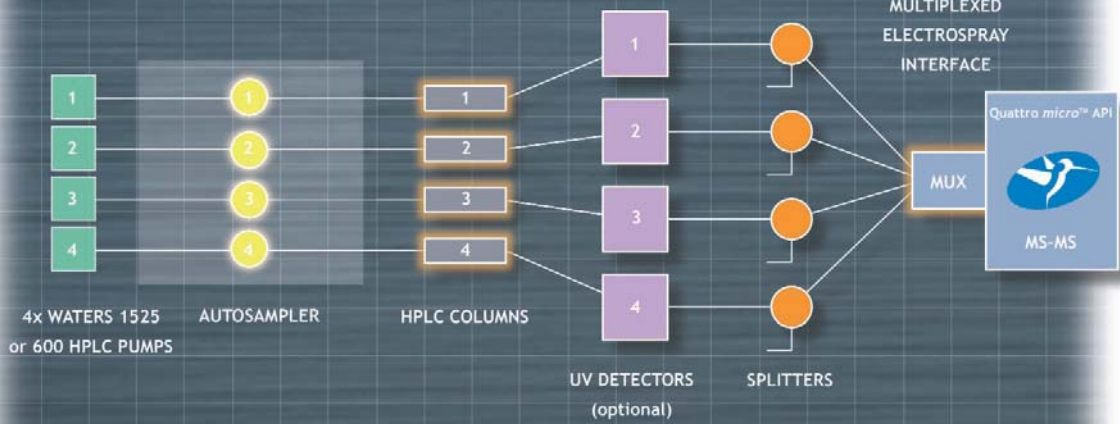 MULTIPLEXED
ELECTROSPRAY
INTERFACE
1
2
3
4
1
2
3
4
1
2
3
4
1
2
3
4
MUX
Quattro micro™ API
MS-MS
4x WATERS 1525
or 600 HPLC PUMPS
AUTOSAMPLER
HPLC COLUMNS
UV DETECTORS
(optional)
SPLITTERS